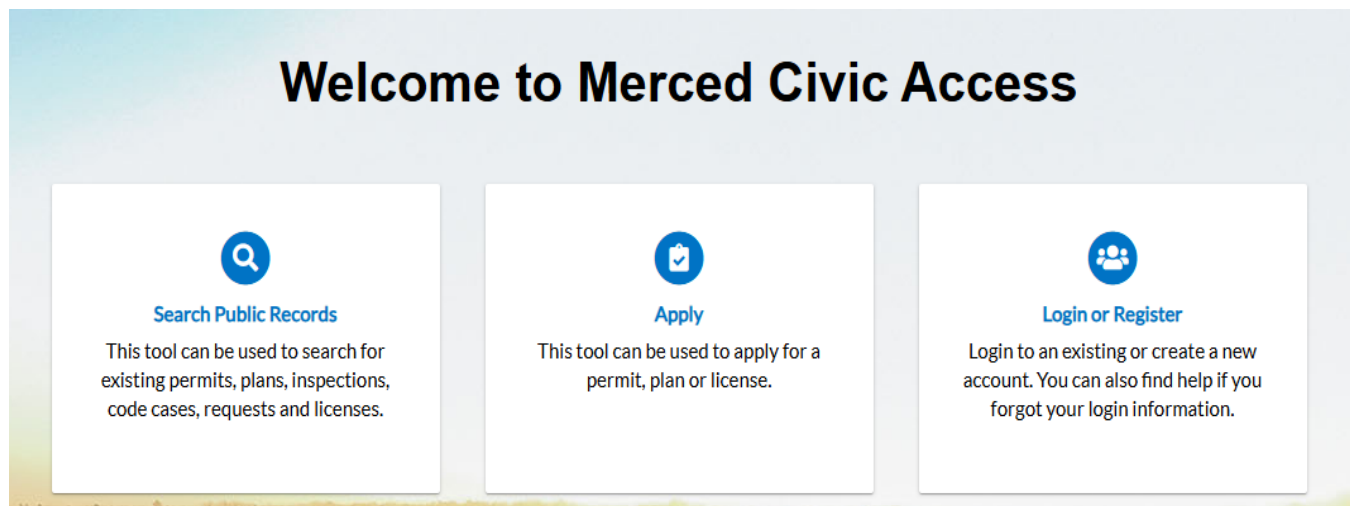 Welcome to Merced Civic Access
Search Public Records
This tool can be used to search for
existing permits, plans, inspections,
code cases, requests and licenses.
Apply
This tool can be used to apply for a
permit, plan or license.
Login or Register
Login to an existing or create a new
account. You can also find help if you
forgot your login information.